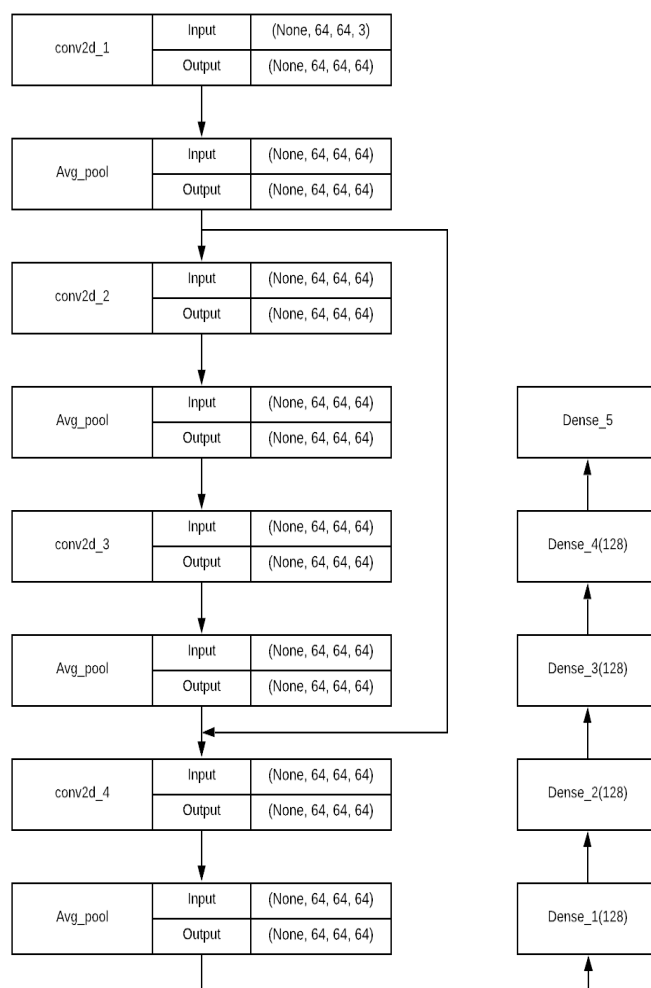 conv2d_1
Input (None, 64, 64, 3)
Output (None, 64, 64, 64)
Avg_pool
Input (None, 64, 64, 64)
Output (None, 64, 64, 64)
conv2d_2
Input (None, 64, 64, 64)
Output (None, 64, 64, 64)
Avg_pool
Input (None, 64, 64, 64)
Output (None, 64, 64, 64)
conv2d_3
Input (None, 64, 64, 64)
Output (None, 64, 64, 64)
Avg_pool
Input (None, 64, 64, 64)
Output (None, 64, 64, 64)
conv2d_4
Input (None, 64, 64, 64)
Output (None, 64, 64, 64)
Avg_pool
Input (None, 64, 64, 64)
Output (None, 64, 64, 64)
Dense_5
Dense_4(128)
Dense_3(128)
Dense_2(128)
Dense_1(128)